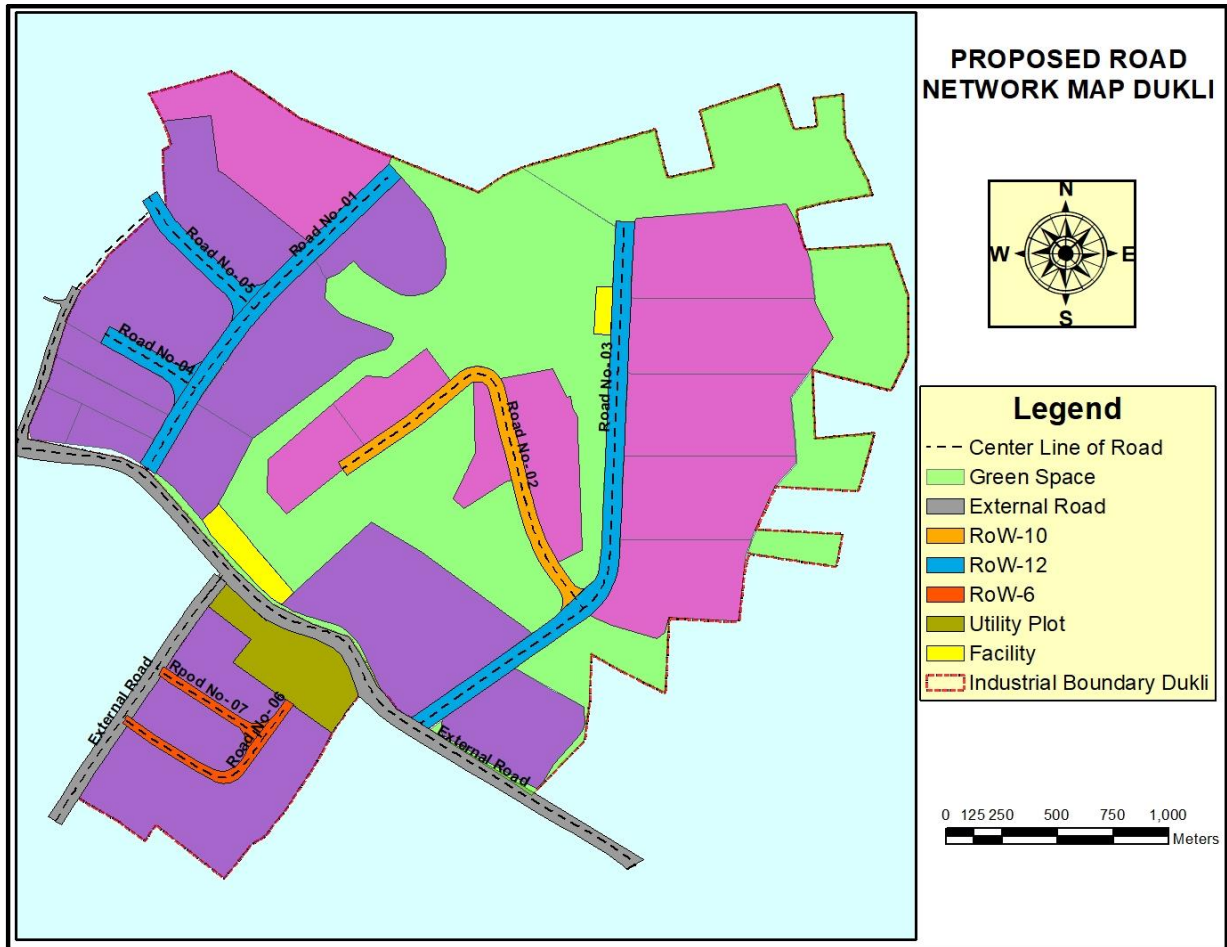 PROPOSED ROAD
NETWORK MAP DUKLI
N
W E
S
Legend
Center Line of Road
Green Space
External Road
RoW-10
RoW-12
RoW-6
Utility Plot
Facility
Industrial Boundary Dukli
0 125 250 500 750 1,000
Meters
Road No-01
Road No-05
Road No-04
Road No-03
Road No-02
Rpod No-07
Road No-06
External Road
External Road